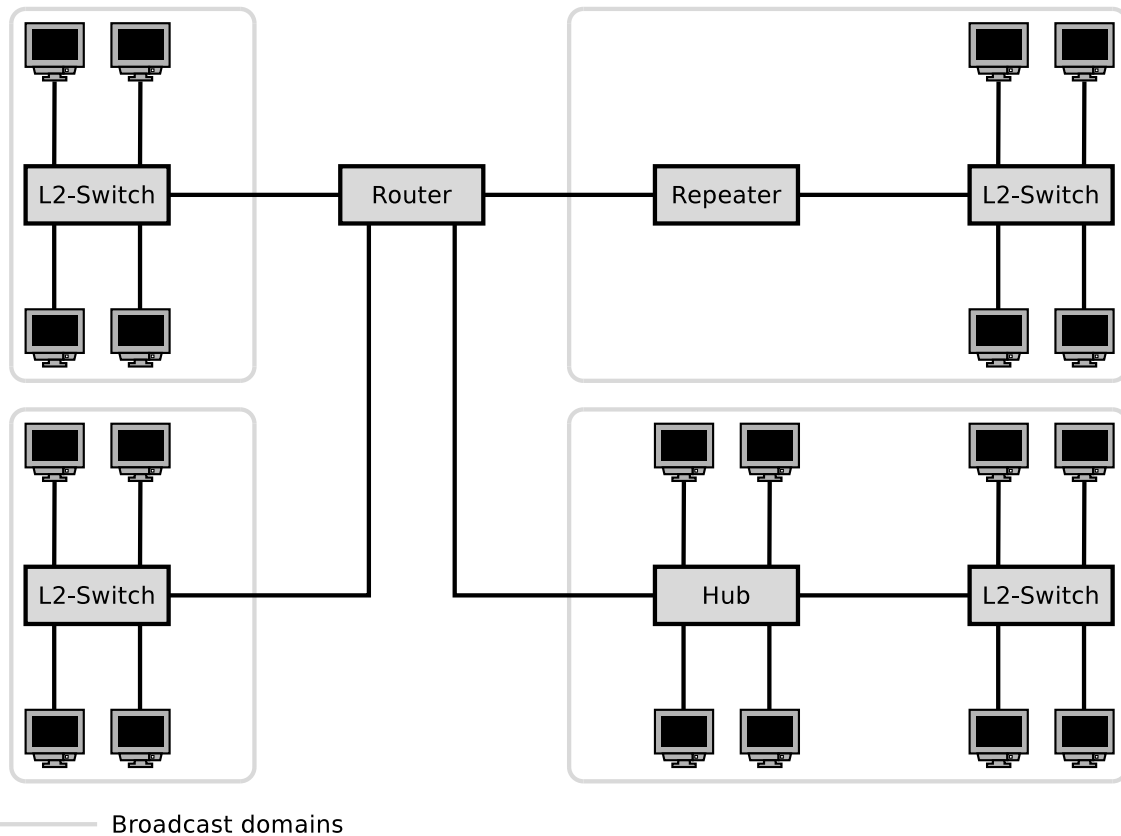 L2-Switch
Router
Repeater
L2-Switch
L2-Switch
Hub
L2-Switch
Broadcast domains